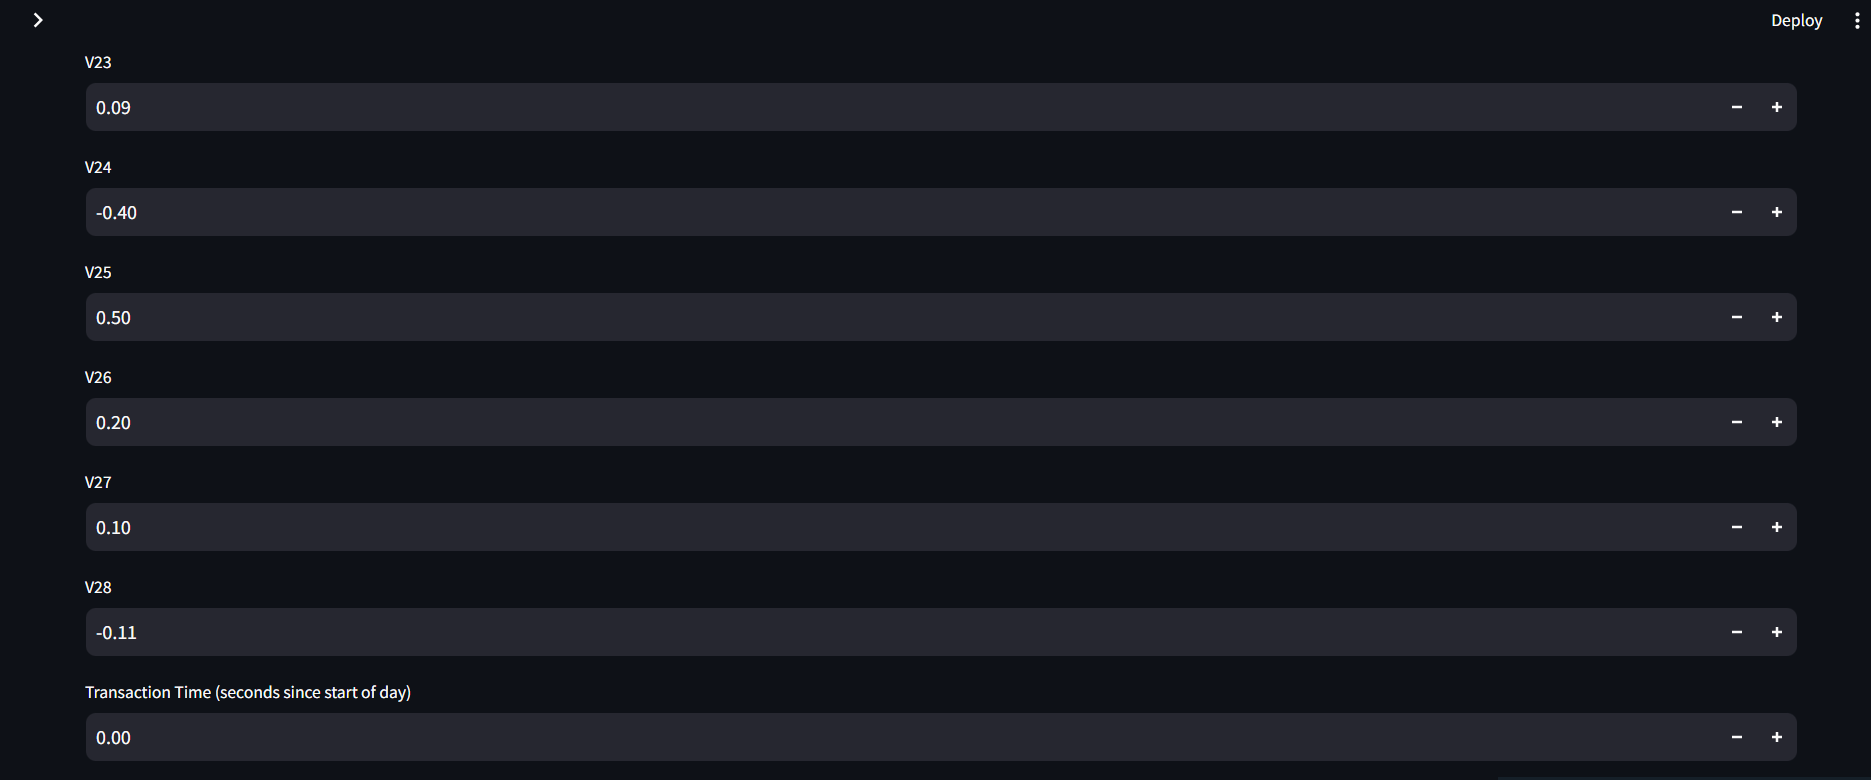 Deploy
V23
0.09
V24
-0.40
V25
0.50
V26
0.20
V27
0.10
V28
-0.11
Transaction Time (seconds since start of day)
0.00